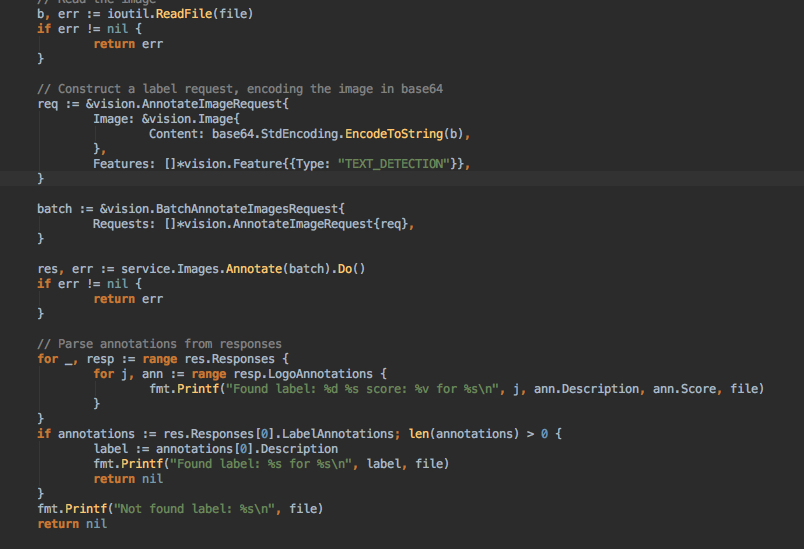 // Read the image
b, err := ioutil.ReadFile(file)
if err != nil {
return err
}
// Construct a label request, encoding the image in base64
req := &vision.AnnotateImageRequest{
Image: &vision.Image{
Content: base64.StdEncoding.EncodeToString(b),
},
Features: []*vision.Feature{{Type: "TEXT_DETECTION"}},
}
batch := &vision.BatchAnnotateImagesRequest{
Requests: []*vision.AnnotateImageRequest{req},
}
res, err := service.Images.Annotate(batch).Do()
if err != nil {
return err
}
// Parse annotations from responses
for _, resp := range res.Responses {
for j, ann := range resp.LogoAnnotations {
fmt.Printf("Found label: %d %s score: %v for %s\n", j, ann.Description, ann.Score, file)
}
}
if annotations := res.Responses[0].LabelAnnotations; len(annotations) > 0 {
label := annotations[0].Description
fmt.Printf("Found label: %s for %s\n", label, file)
return nil
}
fmt.Printf("Not found label: %s\n", file)
return nil